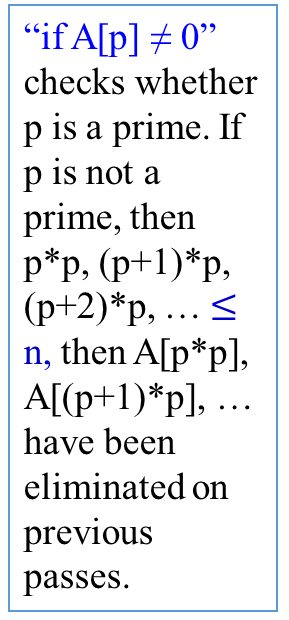 “if A[p] ≠ 0”
checks whether
p is a prime. If
p is not a
prime, then
p*p, (p+1)*p,
(p+2)*p, … ≤
n, then A[p*p],
A[(p+1)*p], …
have been
eliminated on
previous
passes.